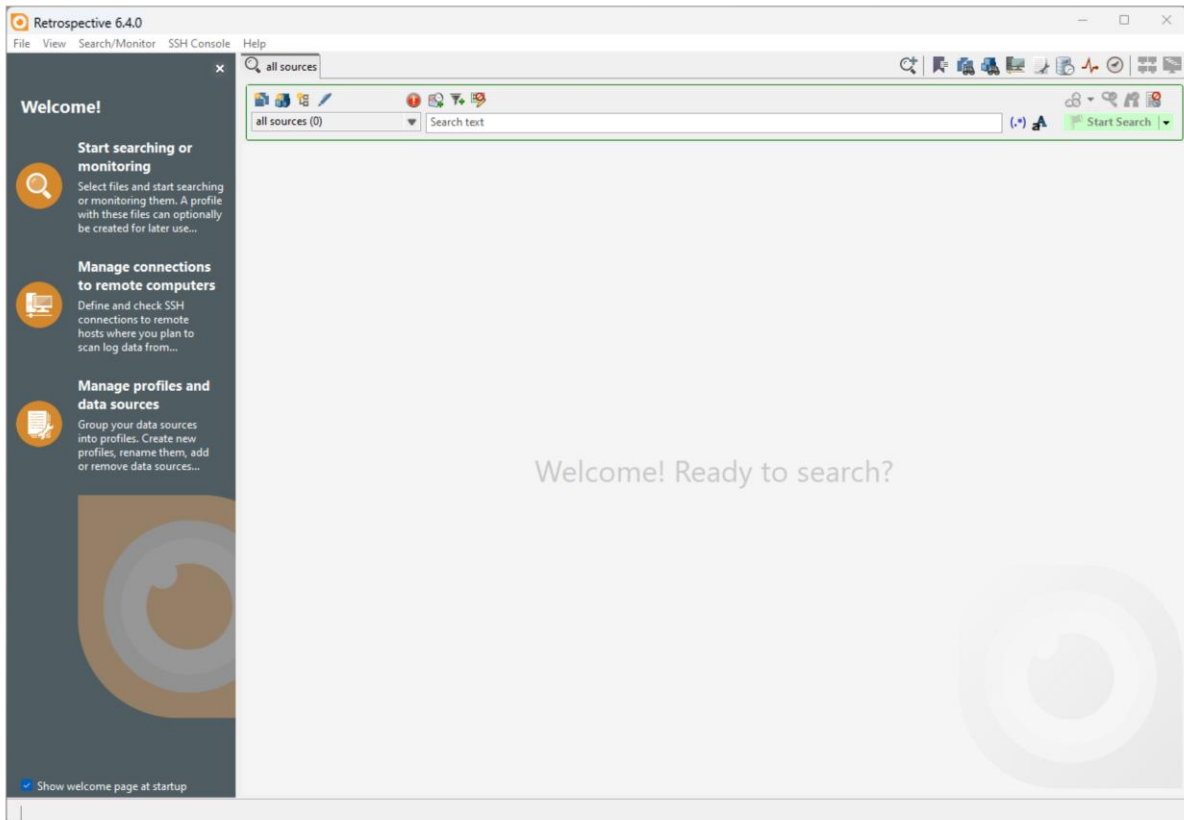 Retrospective 6.4.0
File View Search/Monitor SSH Console Help
all sources
Welcome!
Start searching or
monitoring
Select files and start searching
or monitoring them. A profile
with these files can optionally
be created for later use...
Manage connections
to remote computers
Define and check SSH
connections to remote
hosts where you plan to
scan log data from...
Manage profiles and
data sources
Group your data sources
into profiles. Create new
profiles, rename them, add
or remove data sources...
Show welcome page at startup
all sources (0)
Search text
(.*)
Start Search
Welcome! Ready to search?